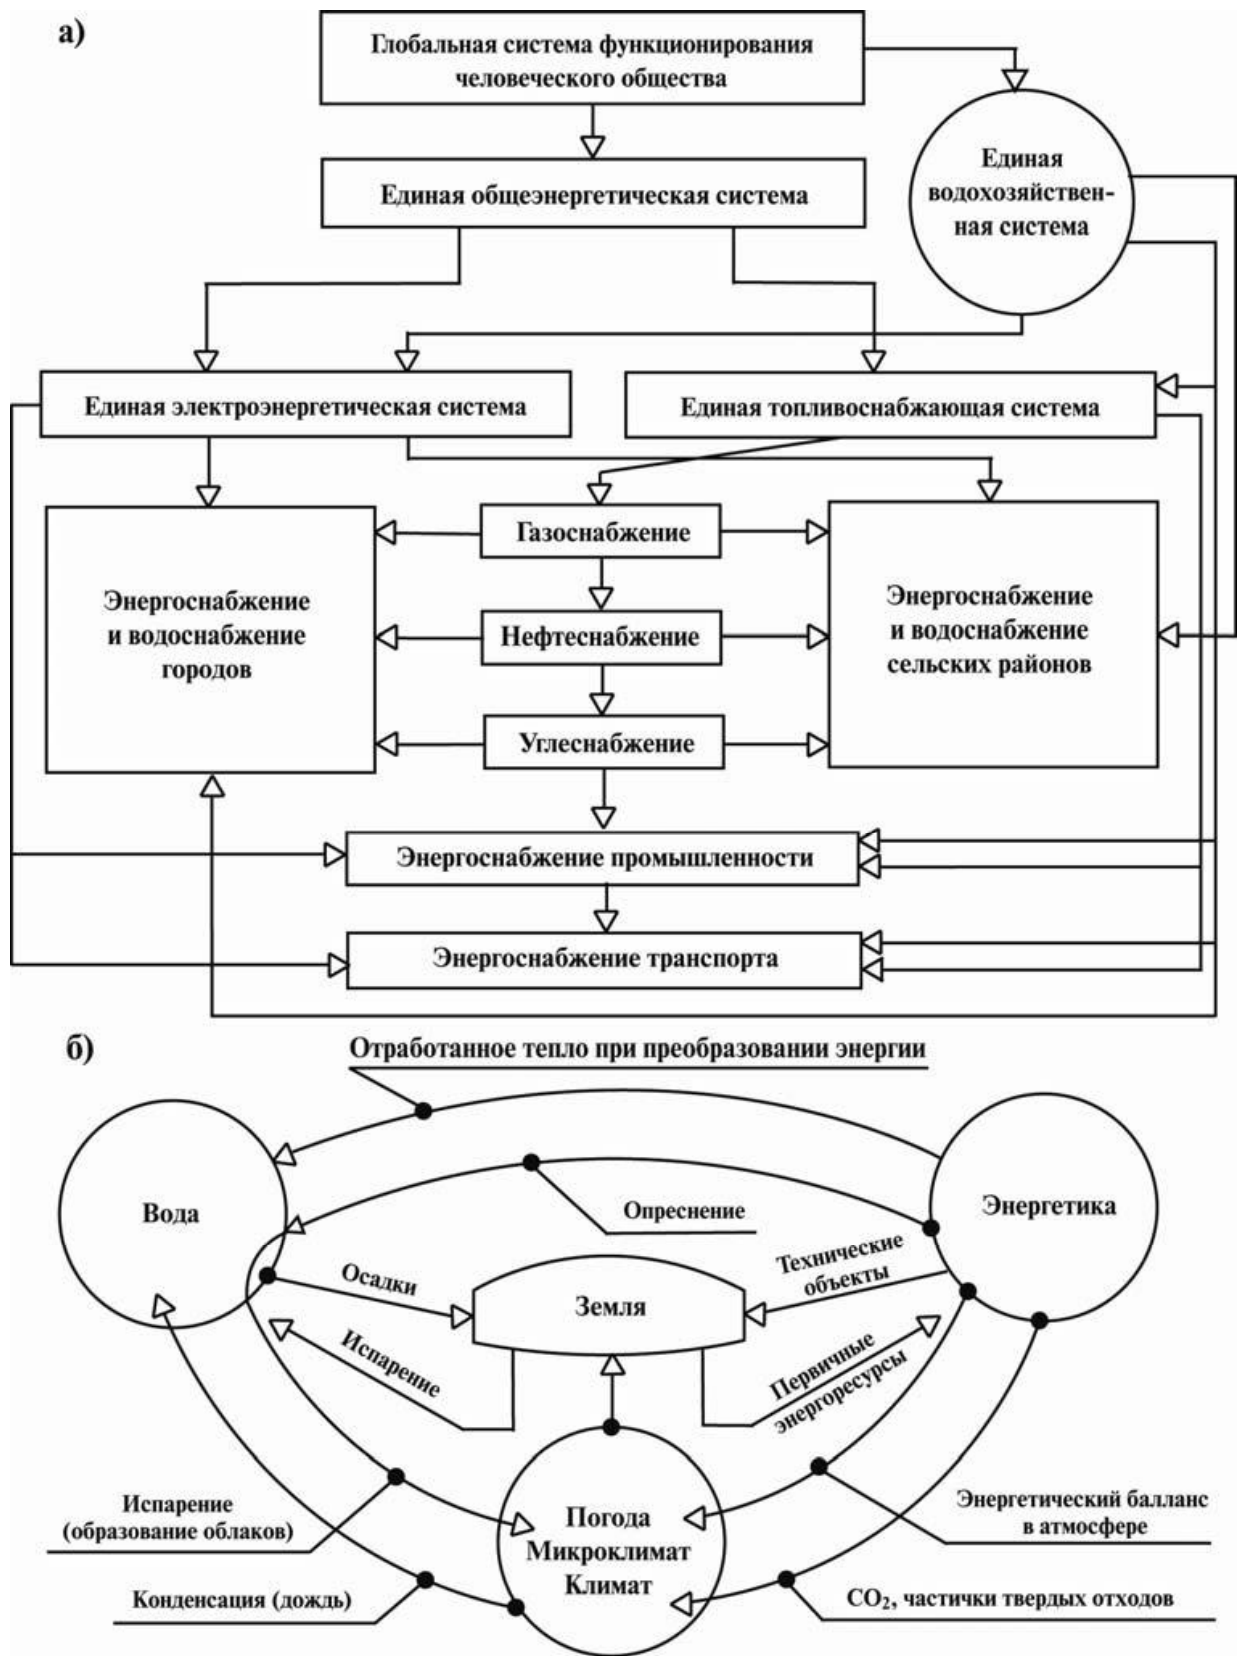 а)
Глобальная система функционирования
человеческого общества
Единая
водохозяйствен-
ная система
Единая общеэнергетическая система
Единая электроэнергетическая система
Единая топливоснабжающая система
Газоснабжение
Энергоснабжение
и водоснабжение
городов
Энергоснабжение
и водоснабжение
сельских районов
Нефтеснабжение
Углеснабжение
Энергоснабжение промышленности
Энергоснабжение транспорта
б)
Отработанное тепло при преобразовании энергии
Вода
Опреснение
Энергетика
Технические
объекты
Осадки
Земля
Испарение
Первичные
энергоресурсы
Испарение
(образование облаков)
Погода
Микроклимат
Климат
Энергетический балланс
в атмосфере
Конденсация (дождь)
CO₂, частички твердых отходов